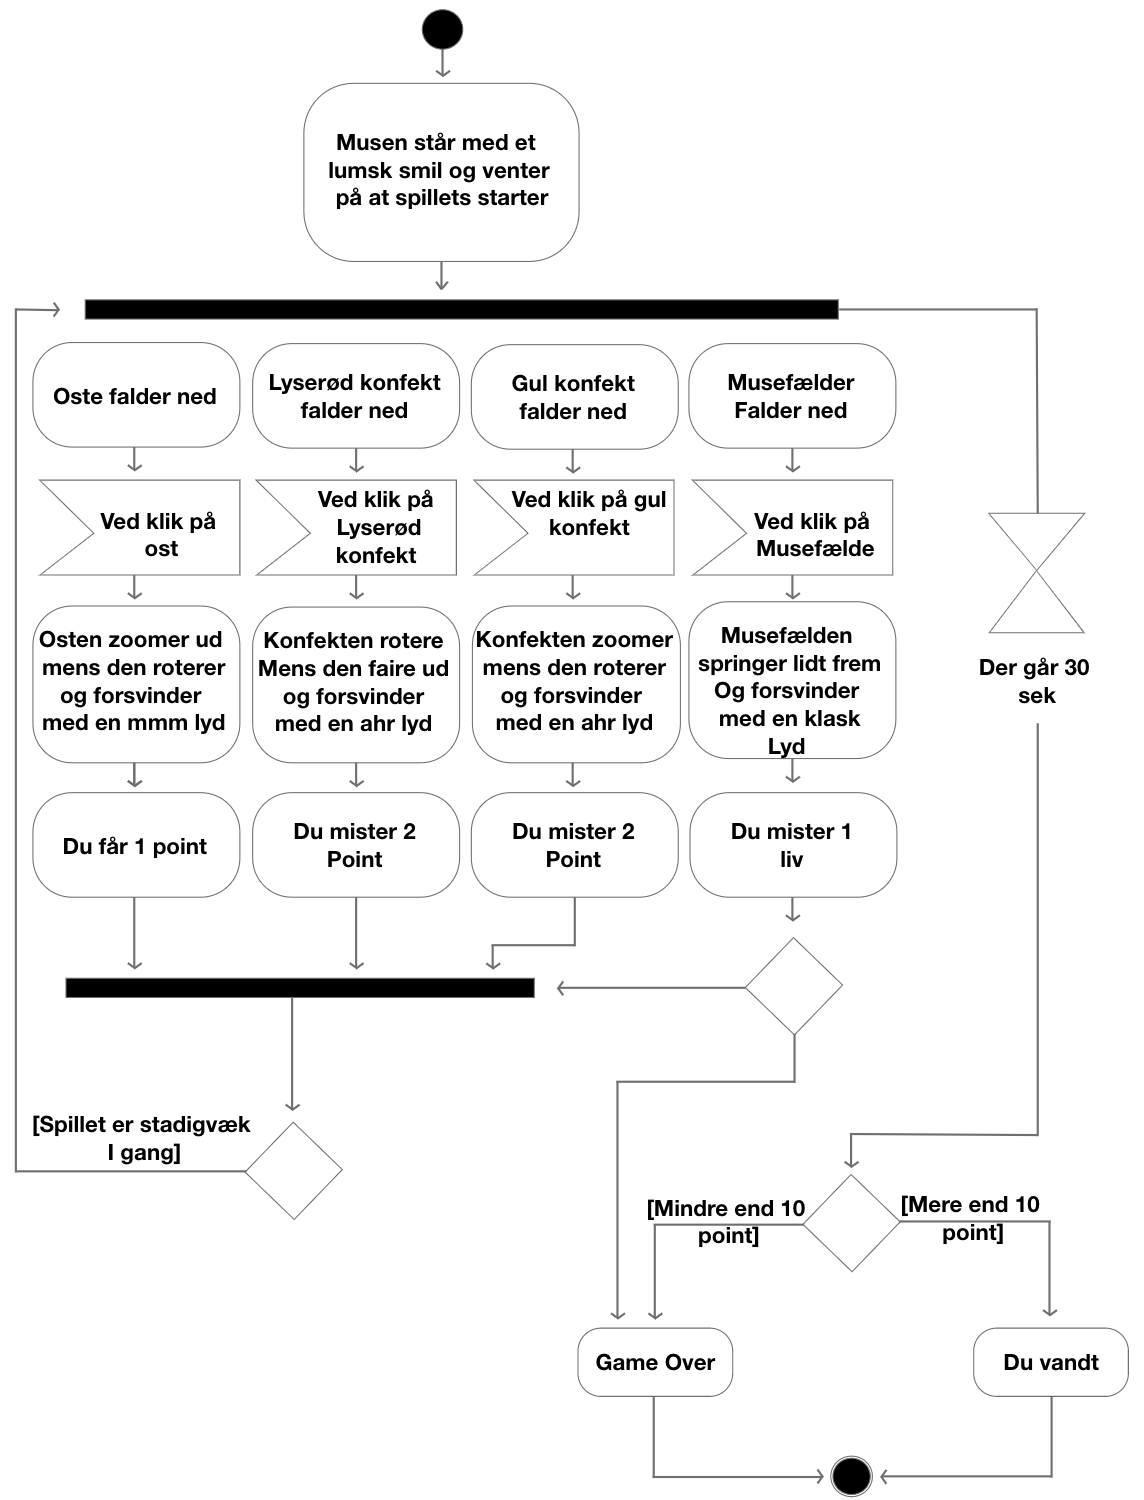 Musen står med et
lumsk smil og venter
på at spillets starter
Oste falder ned
Lyserød konfekt
falder ned
Gul konfekt
falder ned
Musefælder
Falder ned
Ved klik på
ost
Ved klik på
Lyserød
konfekt
Ved klik på gul
konfekt
Ved klik på
Musefælde
Osten zoomer ud
mens den roterer
og forsvinder
med en mmm lyd
Konfekten rotere
Mens den faire ud
og forsvinder
med en ahr lyd
Konfekten zoomer
mens den roterer
og forsvinder
med en ahr lyd
Musefælden
springer lidt frem
Og forsvinder
med en klask
Lyd
Der går 30
sek
Du får 1 point
Du mister 2
Point
Du mister 2
Point
Du mister 1
liv
[Spillet er stadigvæk
I gang]
[Mindre end 10
point]
[Mere end 10
point]
Game Over
Du vandt